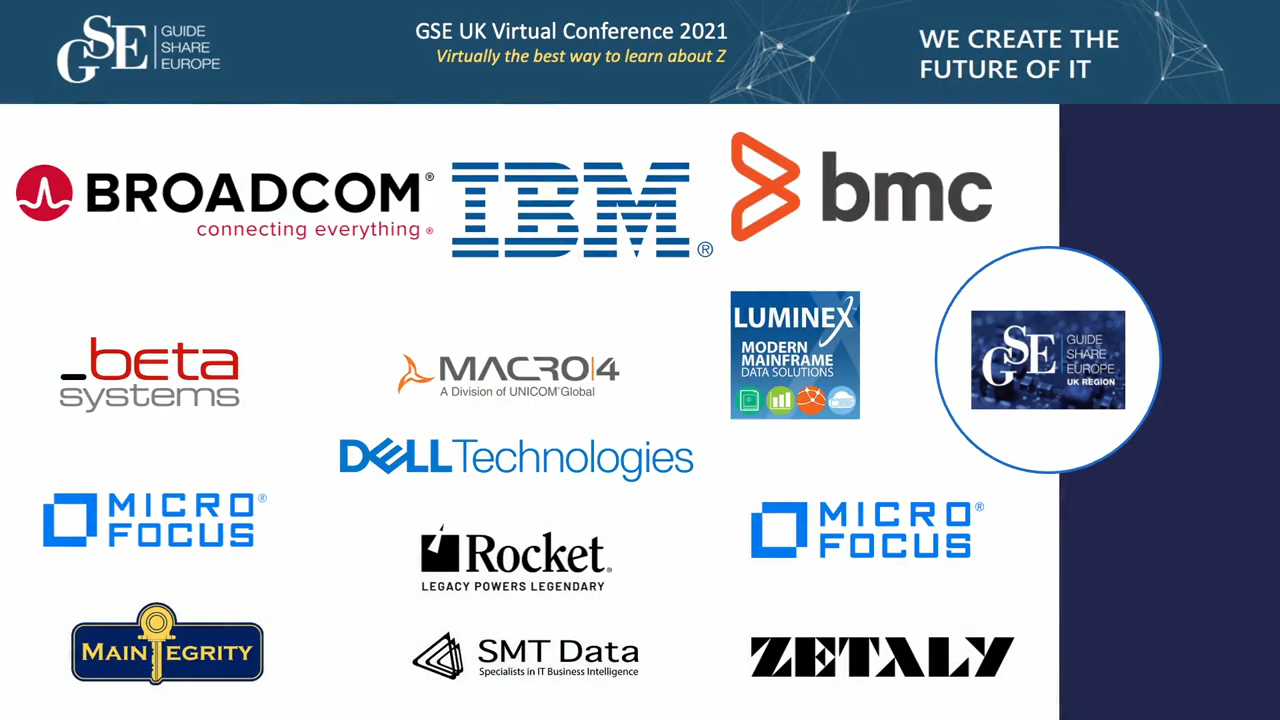 GSE
GUIDE
SHARE
EUROPE
GSE UK Virtual Conference 2021
Virtually the best way to learn about Z
WE CREATE THE
FUTURE OF IT
BROADCOM®
connecting everything®
IBM®
bmc
beta
systems
MACRO|4
A Division of UNICOM® Global
LUMINEX™
MODERN
MAINFRAME
DATA SOLUTIONS
GSE
GUIDE
SHARE
EUROPE
UK REGION
DELL Technologies
MICRO®
FOCUS
Rocket®
LEGACY POWERS LEGENDARY
MICRO®
FOCUS
MAINTEGRITY
SMT Data
Specialists in IT Business Intelligence
ZETALY